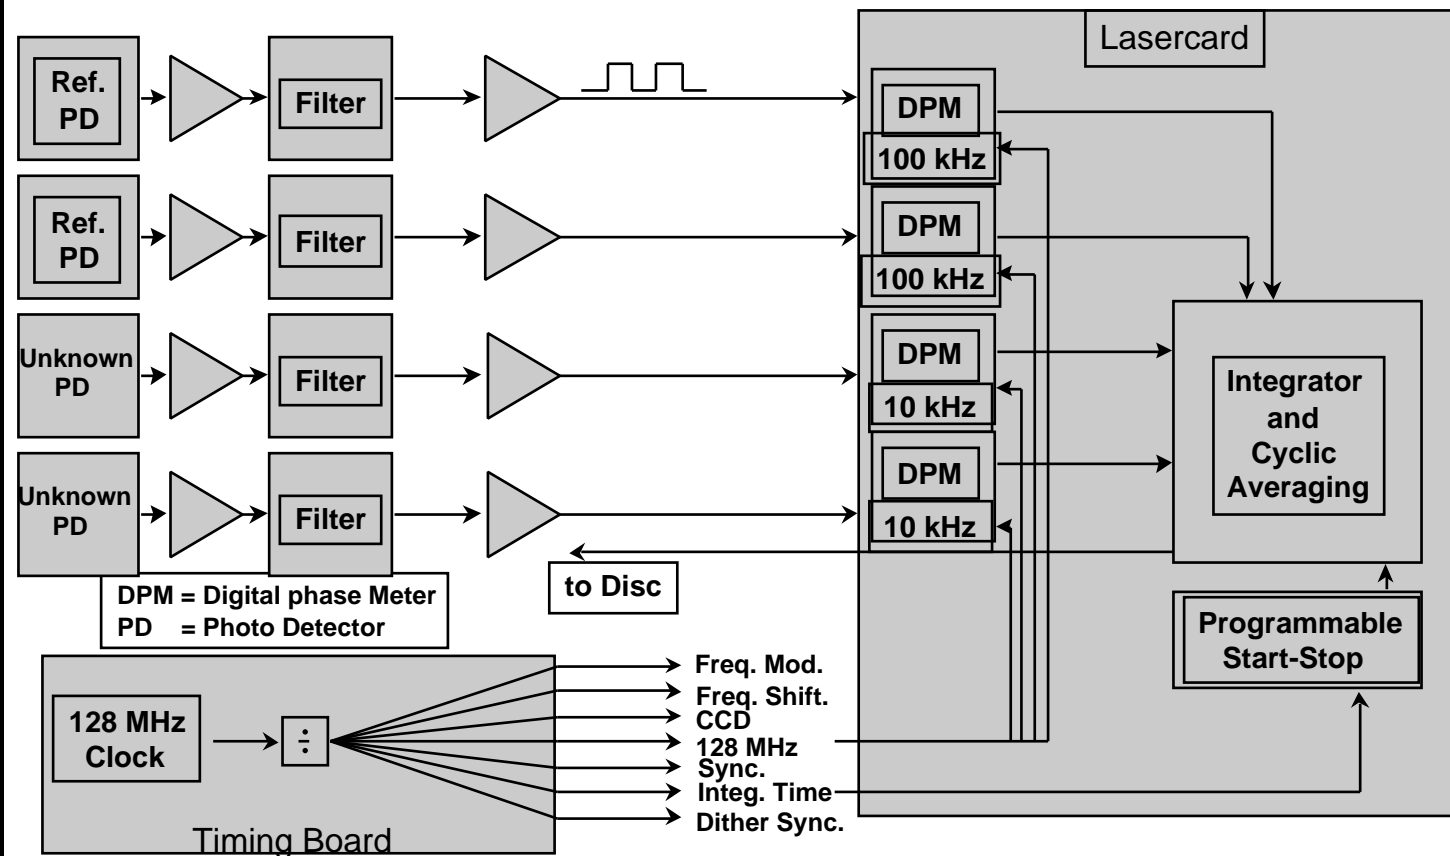 Lasercard
Ref.
PD
Filter
DPM
100 kHz
Ref.
PD
Filter
DPM
100 kHz
Unknown
PD
Filter
DPM
10 kHz
Integrator
and
Cyclic
Averaging
Unknown
PD
Filter
DPM
10 kHz
DPM = Digital phase Meter
PD = Photo Detector
to Disc
Programmable
Start-Stop
128 MHz
Clock
÷
Freq. Mod.
Freq. Shift.
CCD
128 MHz
Sync.
Integ. Time
Dither Sync.
Timing Board